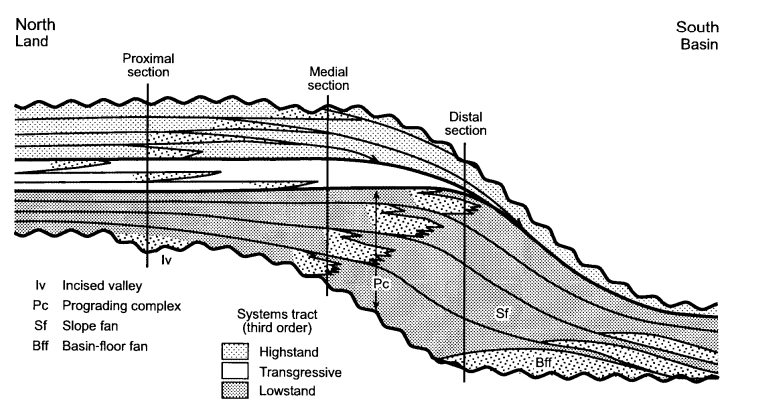 North
Land
South
Basin
Proximal
section
Medial
section
Distal
section
Iv
Pc
Sf
Bff
Iv Incised valley
Pc Prograding complex
Sf Slope fan
Bff Basin-floor fan
Systems tract
(third order)
Highstand
Transgressive
Lowstand